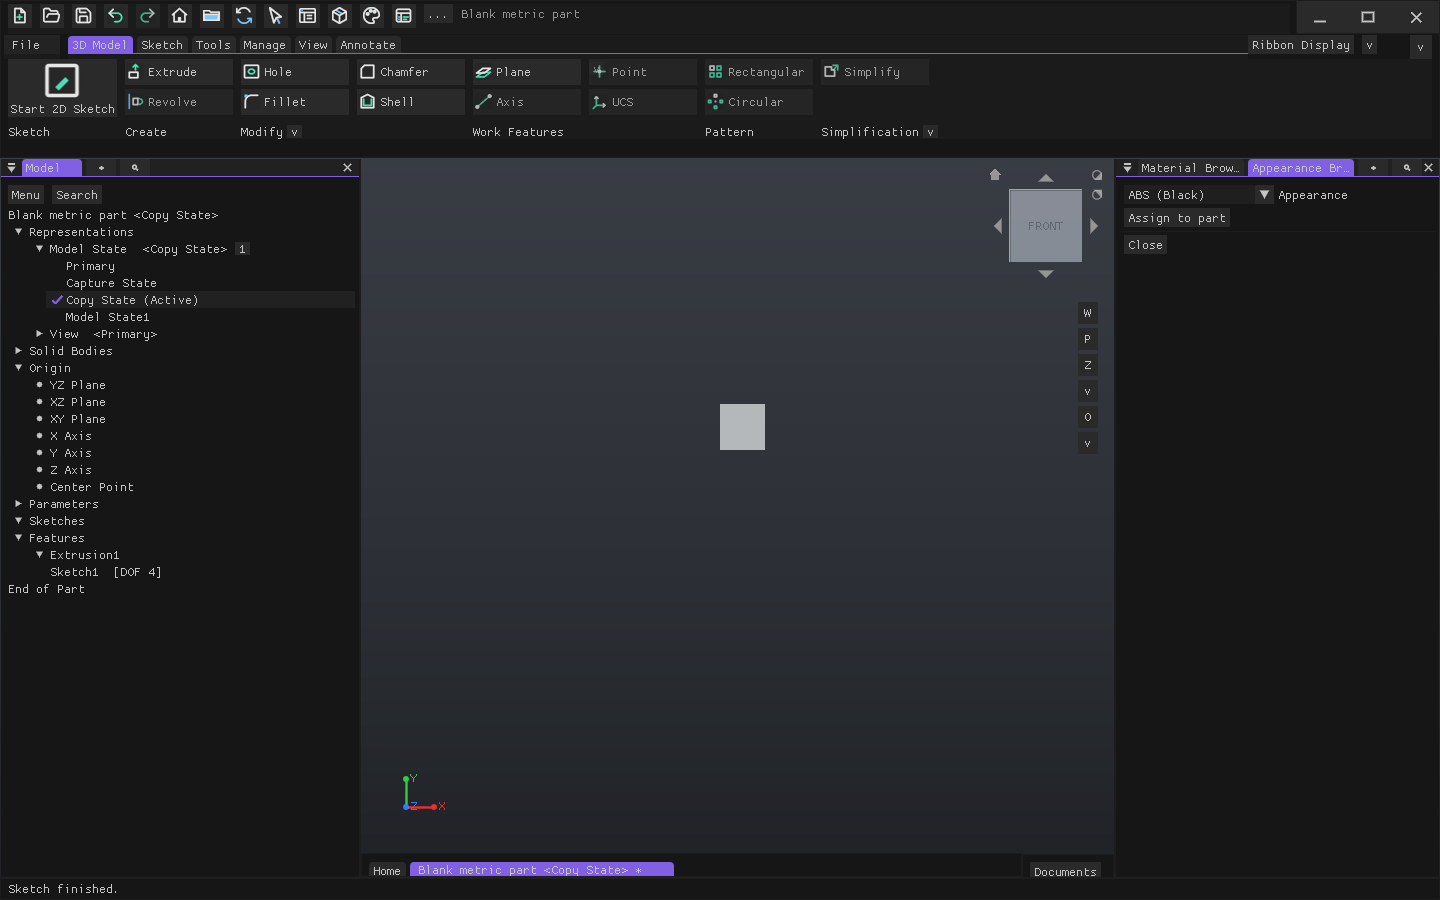 ... Blank metric part
File 3D Model Sketch Tools Manage View Annotate Ribbon Display v v
Start 2D Sketch
Extrude
Revolve
Hole
Fillet
Chamfer
Shell
Plane
Axis
Point
UCS
Rectangular
Circular
Simplify
Sketch Create Modify v Work Features Pattern Simplification v
Model
Menu Search
Blank metric part <Copy State>
Representations
Model State <Copy State> 1
Primary
Capture State
Copy State (Active)
Model State1
View <Primary>
Solid Bodies
Origin
YZ Plane
XZ Plane
XY Plane
X Axis
Y Axis
Z Axis
Center Point
Parameters
Sketches
Features
Extrusion1
Sketch1 [DOF 4]
End of Part
FRONT
W
P
Z
v
O
v
Y
Z X
Material Brow… Appearance Br…
ABS (Black) Appearance
Assign to part
Close
Home Blank metric part <Copy State> * Documents
Sketch finished.